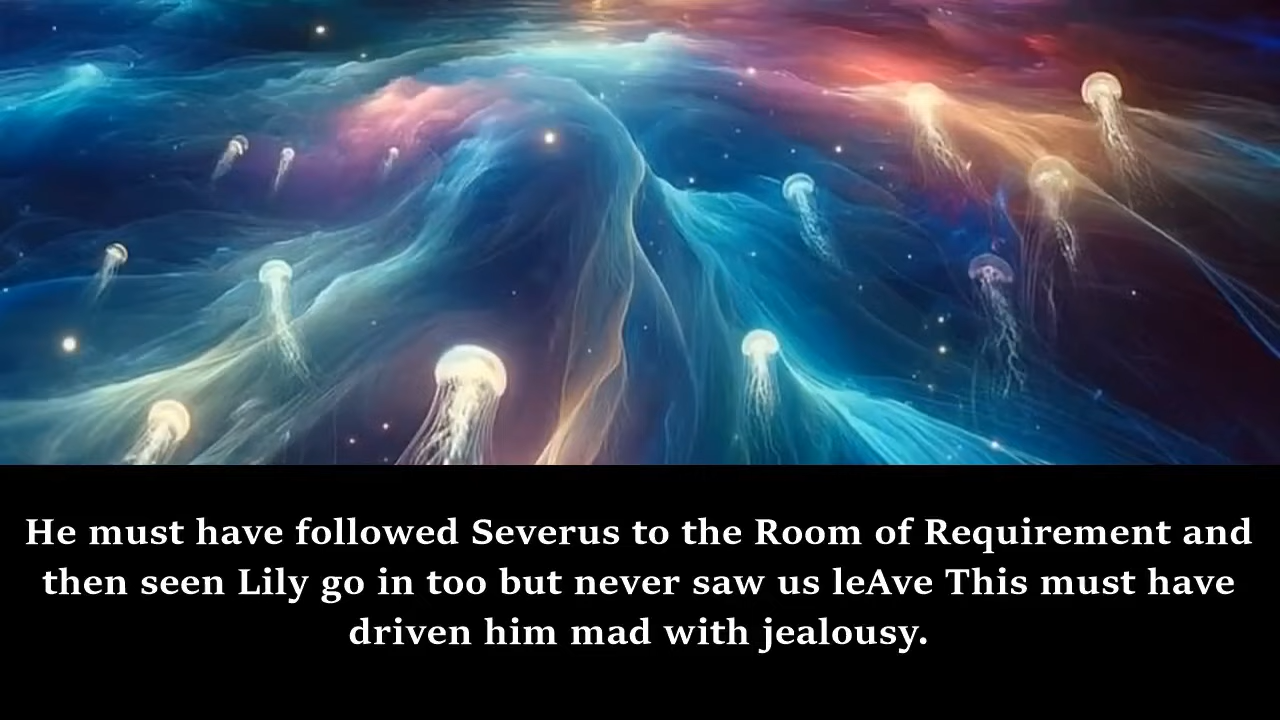 He must have followed Severus to the Room of Requirement and
then seen Lily go in too but never saw us leAve This must have
driven him mad with jealousy.